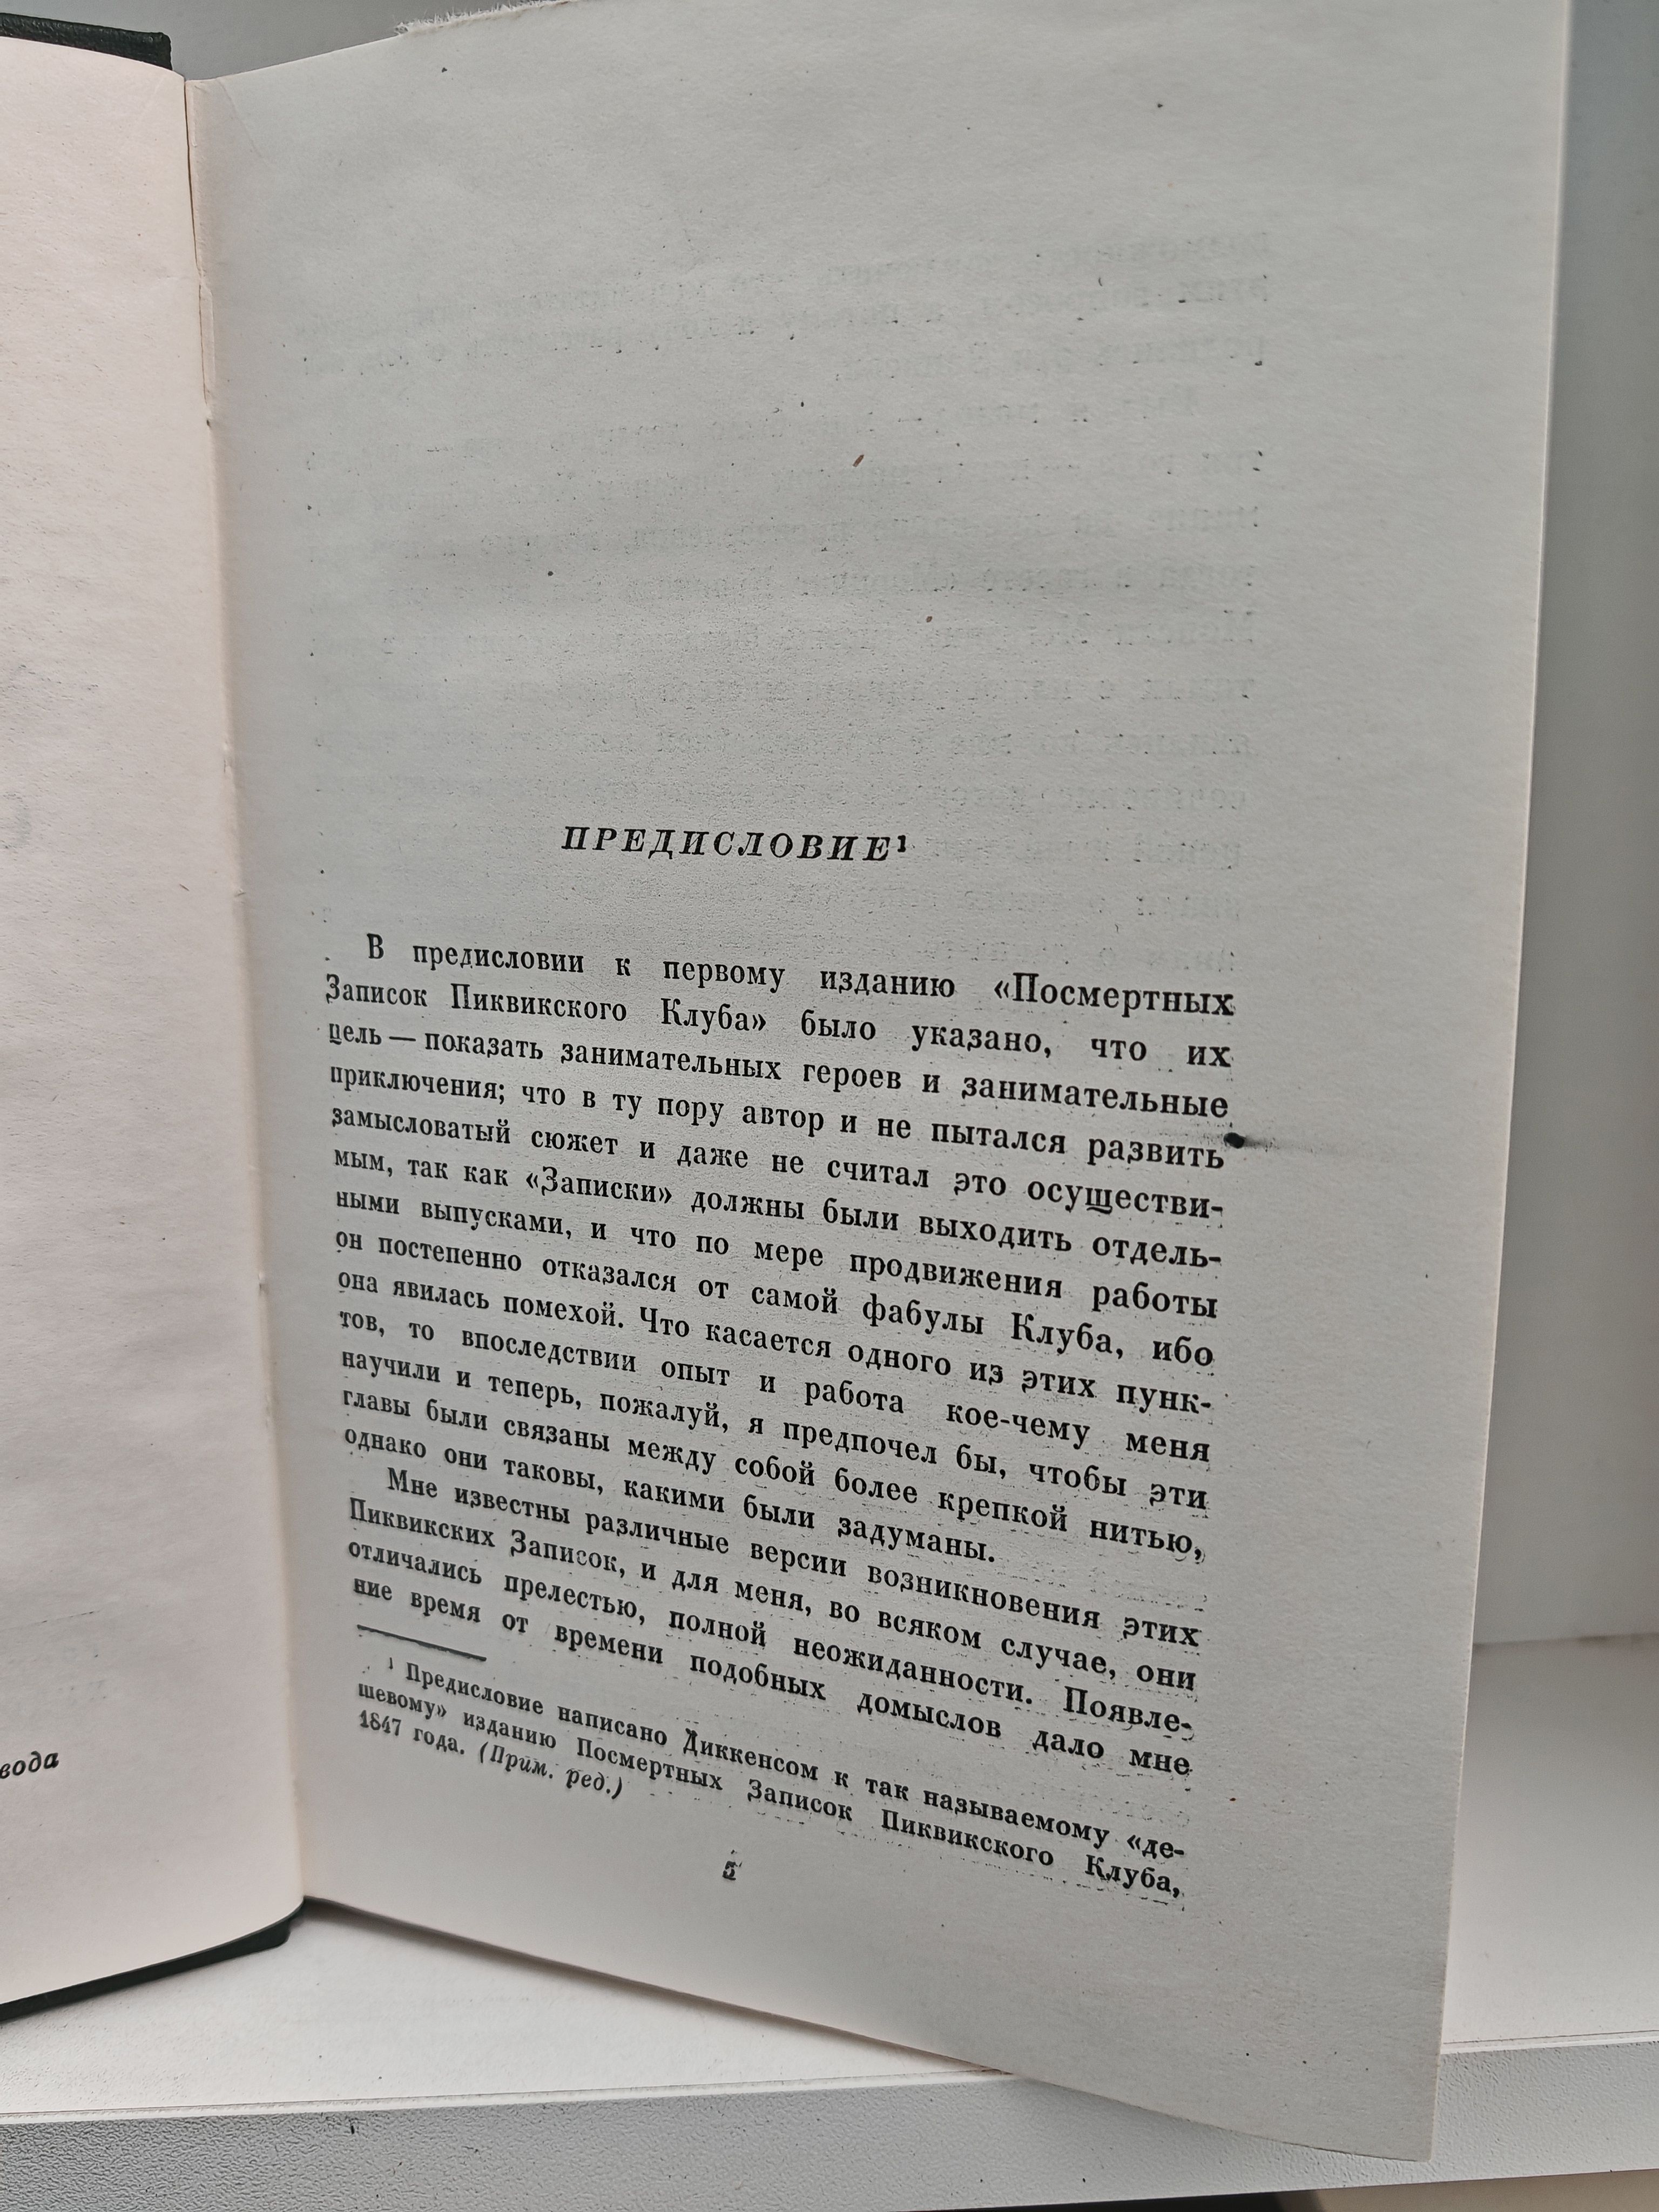 вода
ПРЕДИСЛОВИЕ¹
В предисловии к первому изданию «Посмертных
Записок Пиквикского Клуба» было указано, что их
цель — показать занимательных героев и занимательные
приключения; что в ту пору автор и не пытался развить
замысловатый сюжет и даже не считал это осуществи-
мым, так как «Записки» должны были выходить отдель-
ными выпусками, и что по мере продвижения работы
он постепенно отказался от самой фабулы Клуба, ибо
она явилась помехой. Что касается одного из этих пунк-
тов, то впоследствии опыт и работа кое-чему меня
научили и теперь, пожалуй, я предпочел бы, чтобы эти
главы были связаны между собой более крепкой нитью,
однако они таковы, какими были задуманы.
Мне известны различные версии возникновения этих
Пиквикских Записок, и для меня, во всяком случае, они
отличались прелестью, полной неожиданности. Появле-
ние время от времени подобных домыслов дало мне
¹ Предисловие написано Диккенсом к так называемому «де-
шевому» изданию Посмертных Записок Пиквикского Клуба,
1847 года. (Прим. ред.)
5